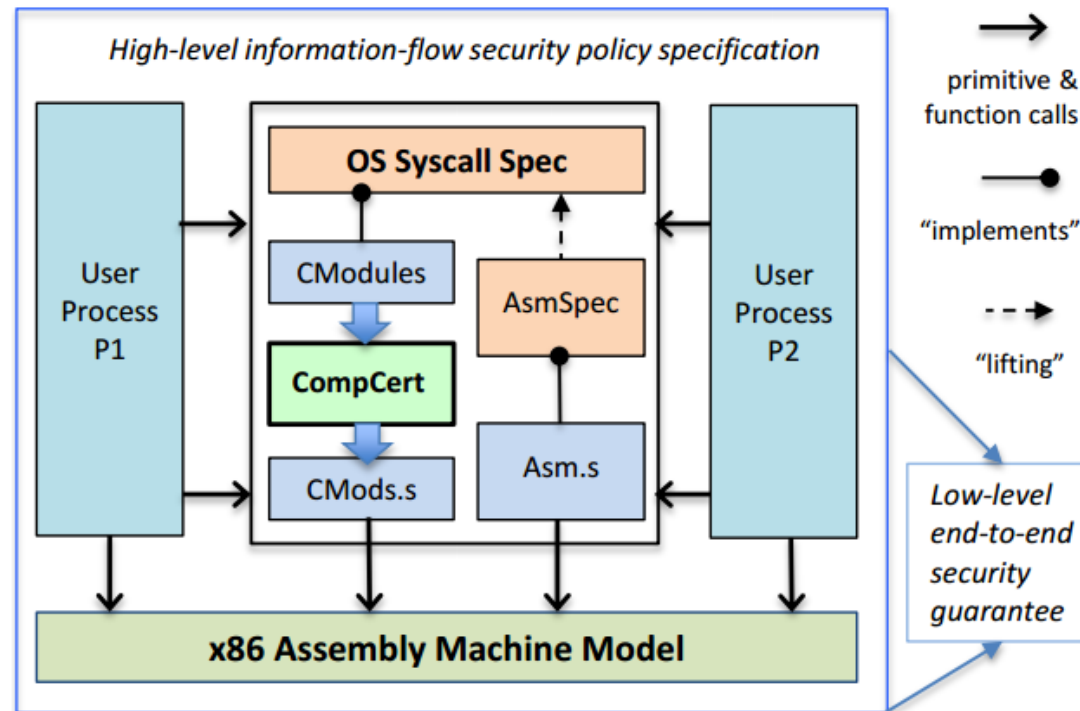 High-level information-flow security policy specification
User
Process
P1
OS Syscall Spec
CModules
CompCert
CMods.s
AsmSpec
Asm.s
User
Process
P2
x86 Assembly Machine Model
primitive &
function calls
“implements”
“lifting”
Low-level
end-to-end
security
guarantee